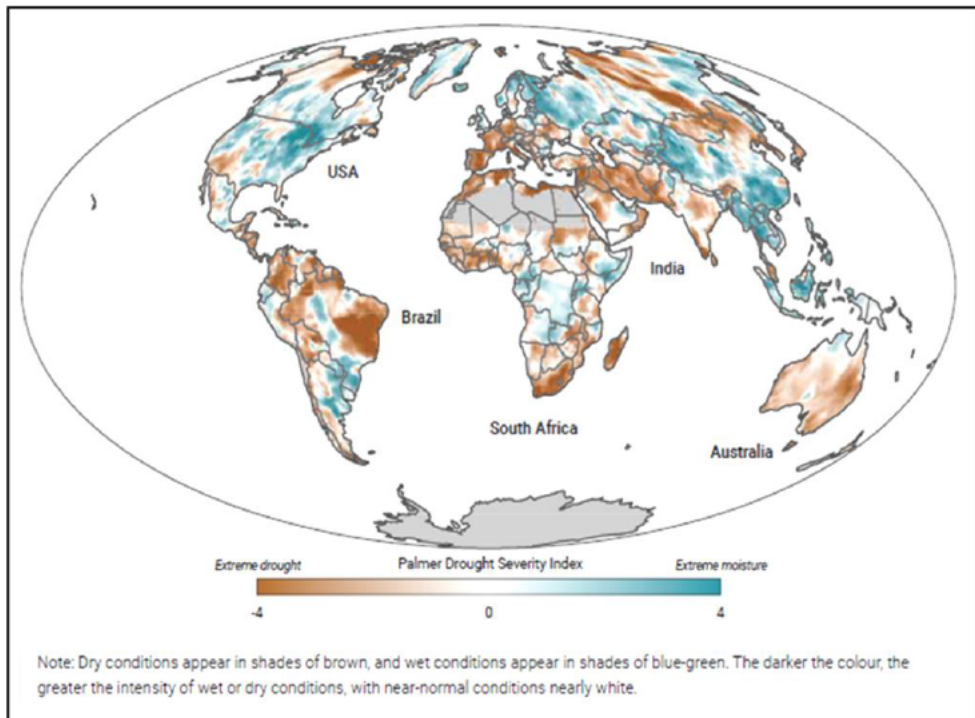 USA
India
Brazil
South Africa
Australia
Extreme drought
Palmer Drought Severity Index
Extreme moisture
-4
0
4
Note: Dry conditions appear in shades of brown, and wet conditions appear in shades of blue-green. The darker the colour, the
greater the intensity of wet or dry conditions, with near-normal conditions nearly white.